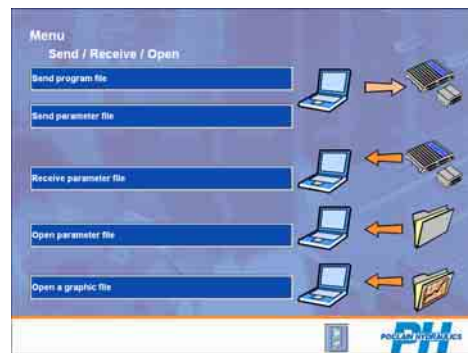 Menu
Send / Receive / Open
Send program file
Send parameter file
Receive parameter file
Open parameter file
Open a graphic file
PH
POCLAIN HYDRAULICS